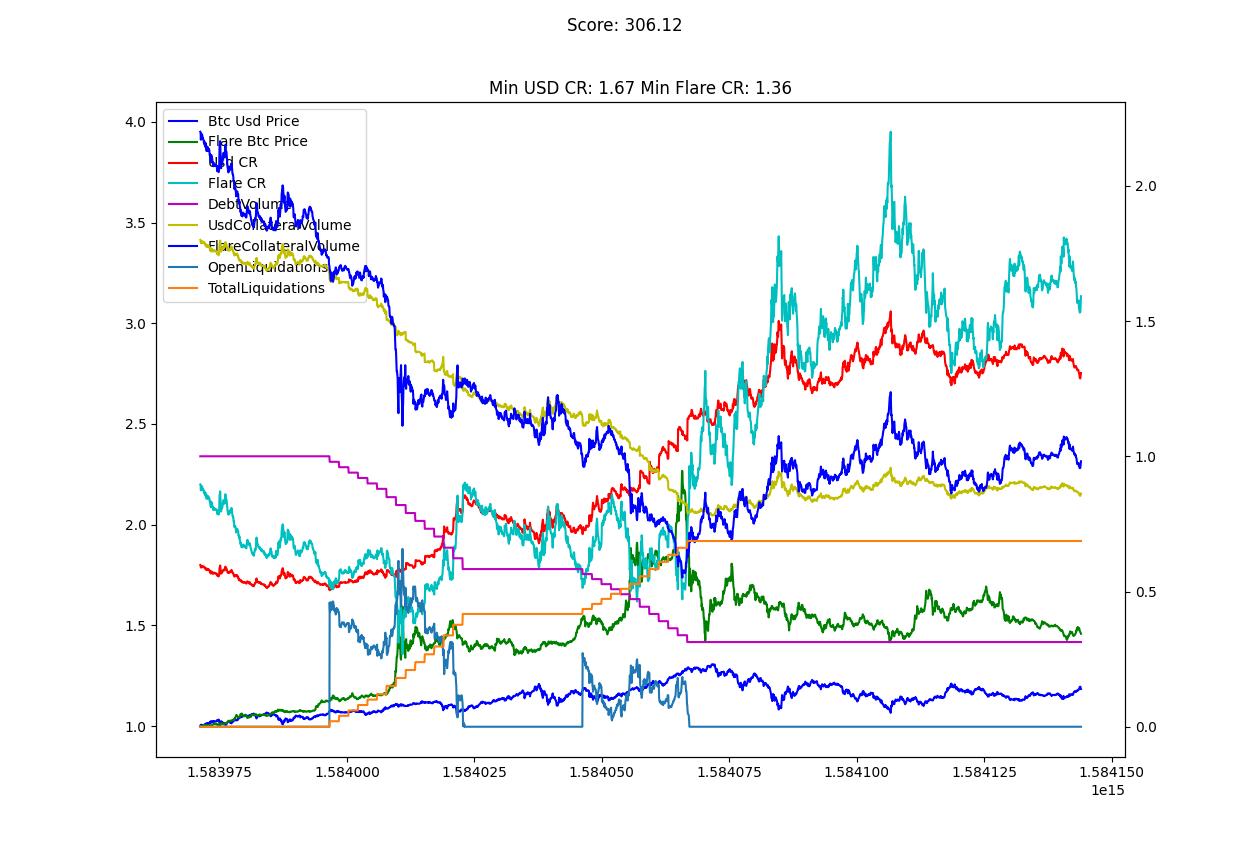 Score: 306.12
Min USD CR: 1.67 Min Flare CR: 1.36
Btc Usd Price
Flare Btc Price
Usd CR
Flare CR
DebtVolume
UsdCollateralVolume
FlareCollateralVolume
OpenLiquidations
TotalLiquidations
4.0
3.5
3.0
2.5
2.0
1.5
1.0
2.0
1.5
1.0
0.5
0.0
1.583975 1.584000 1.584025 1.584050 1.584075 1.584100 1.584125 1.584150
1e15